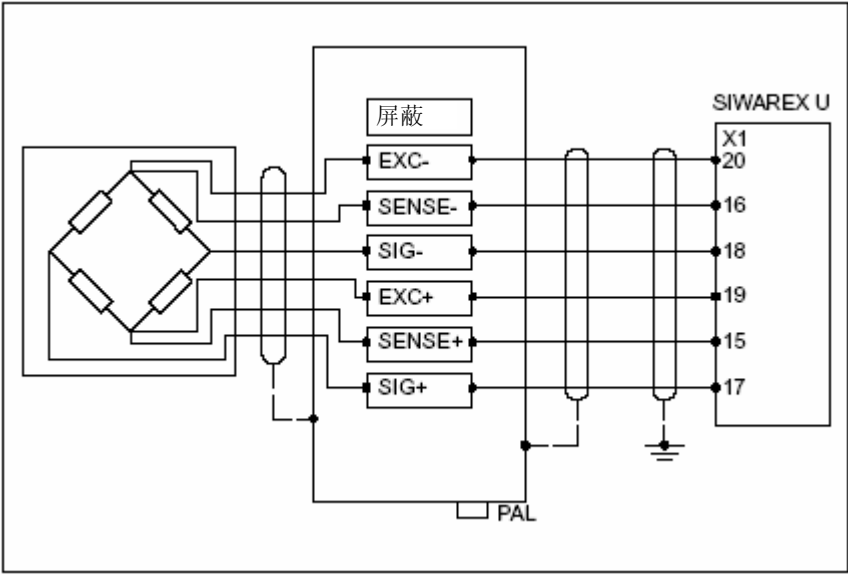 屏蔽
EXC-
SENSE-
SIG-
EXC+
SENSE+
SIG+
PAL
SIWAREX U
X1
20
16
18
19
15
17